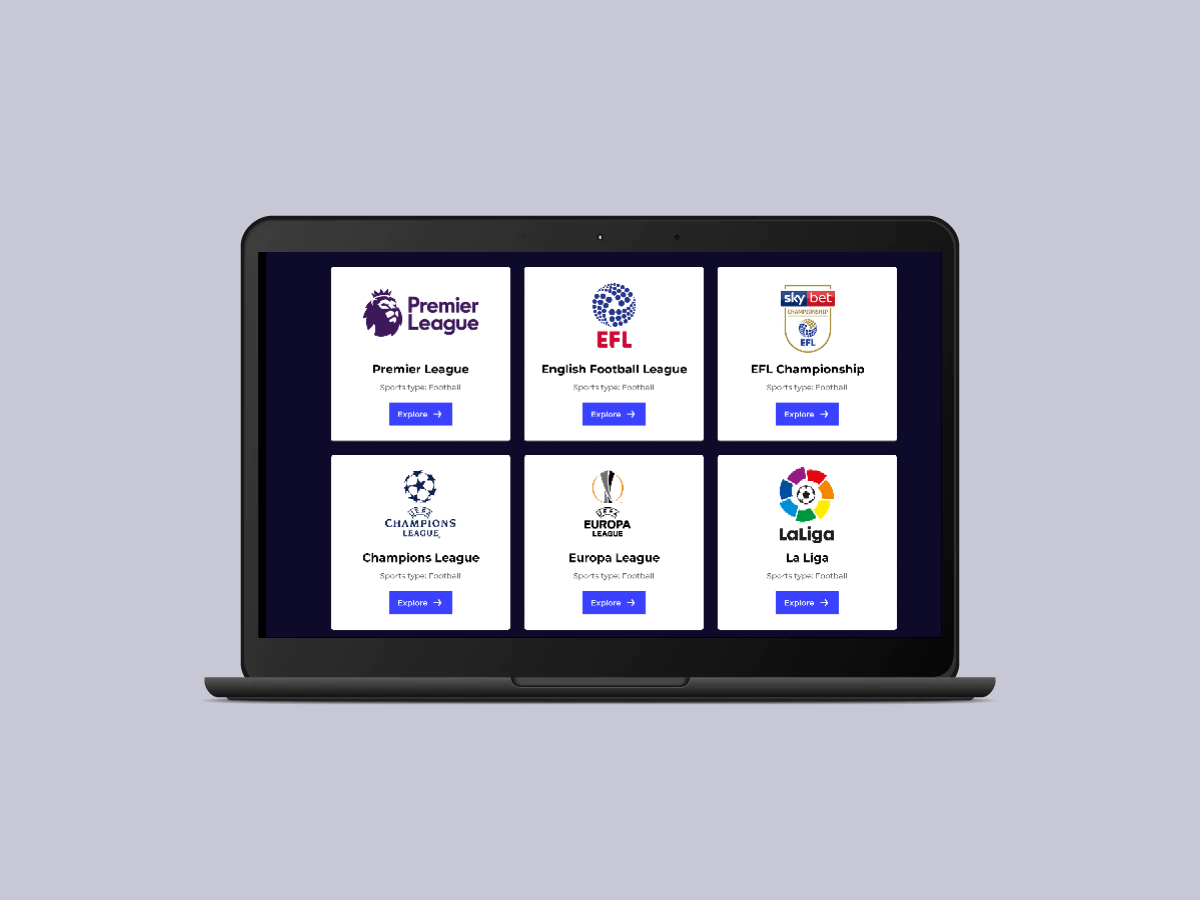 Premier
League
Premier League
Sports type: Football
Explore →
EFL
English Football League
Sports type: Football
Explore →
sky bet
CHAMPIONSHIP
EFL
EFL Championship
Sports type: Football
Explore →
UEFA
CHAMPIONS
LEAGUE
Champions League
Sports type: Football
Explore →
UEFA
EUROPA
LEAGUE
Europa League
Sports type: Football
Explore →
LaLiga
La Liga
Sports type: Football
Explore →